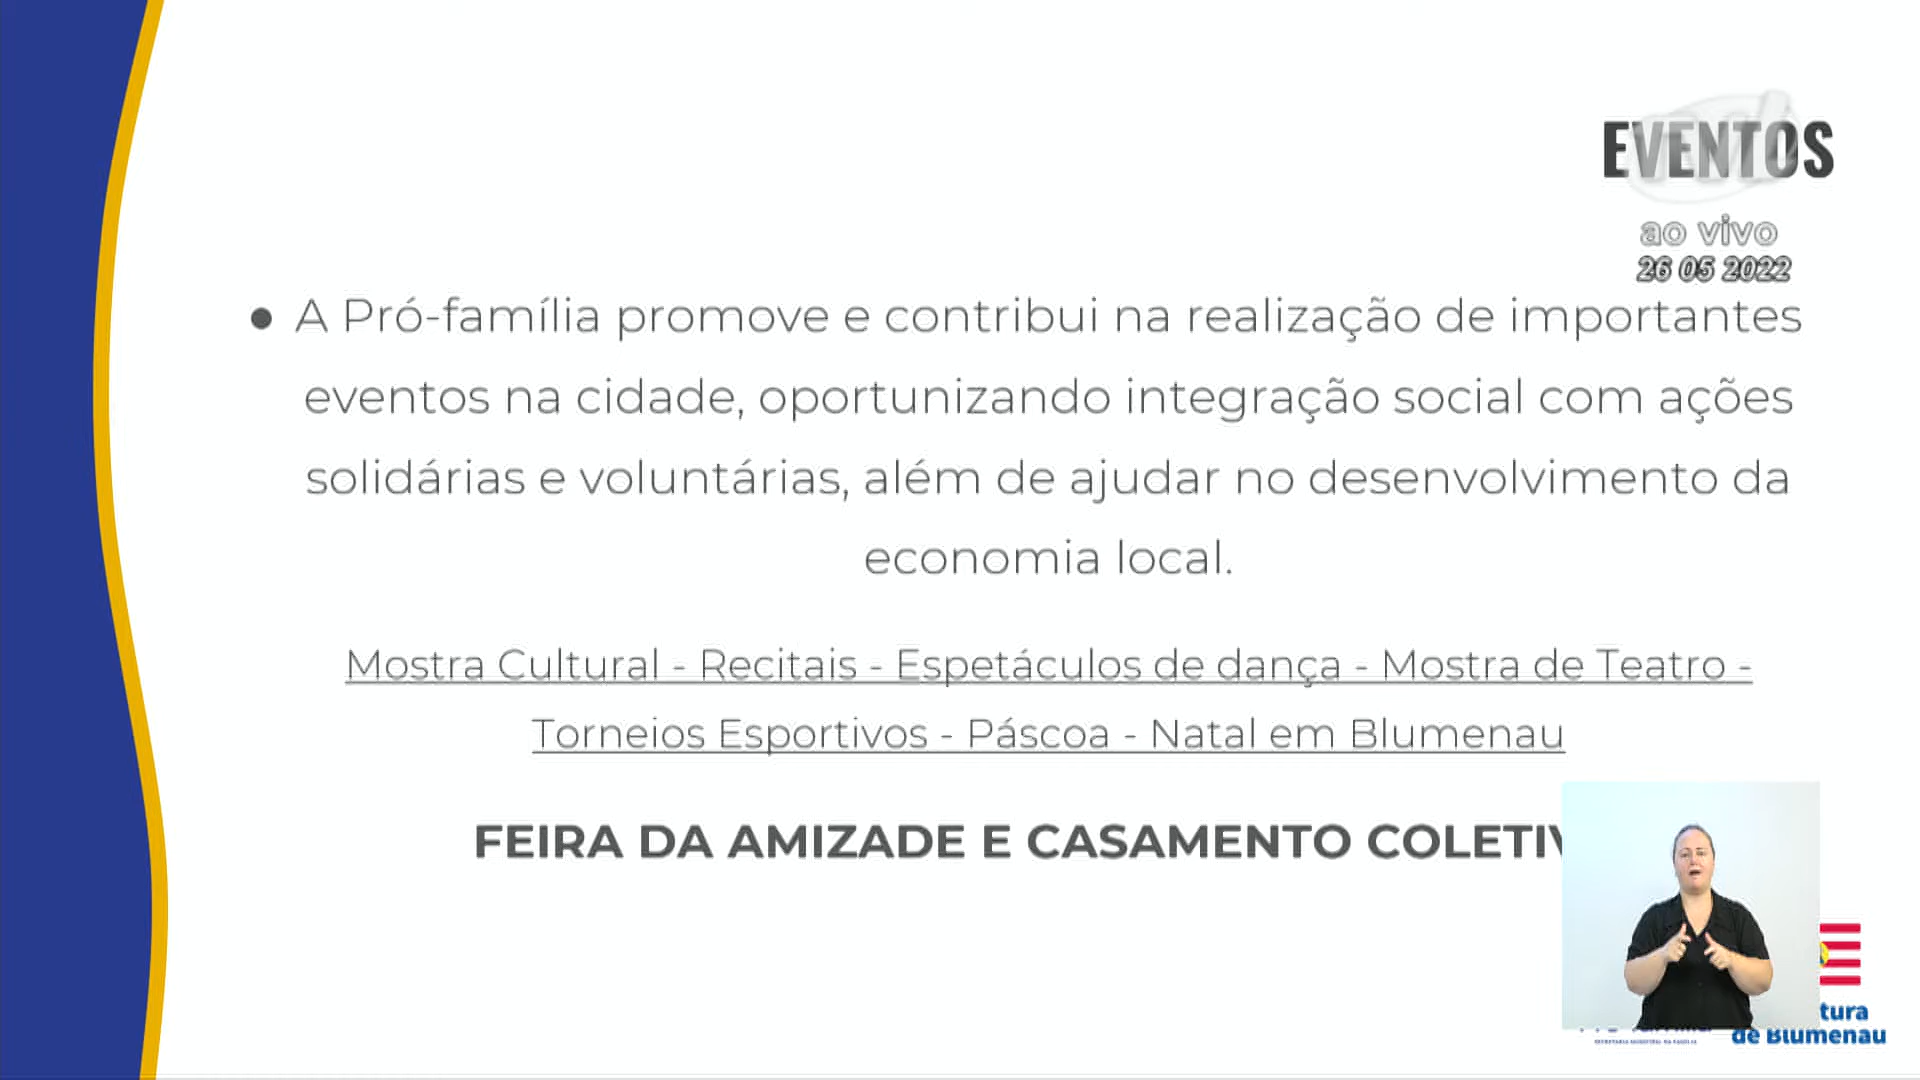 EVENTOS
ao vivo
26 05 2022
● A Pró-família promove e contribui na realização de importantes
eventos na cidade, oportunizando integração social com ações
solidárias e voluntárias, além de ajudar no desenvolvimento da
economia local.
Mostra Cultural - Recitais - Espetáculos de dança - Mostra de Teatro -
Torneios Esportivos - Páscoa - Natal em Blumenau
FEIRA DA AMIZADE E CASAMENTO COLETIV
tura
de Blumenau